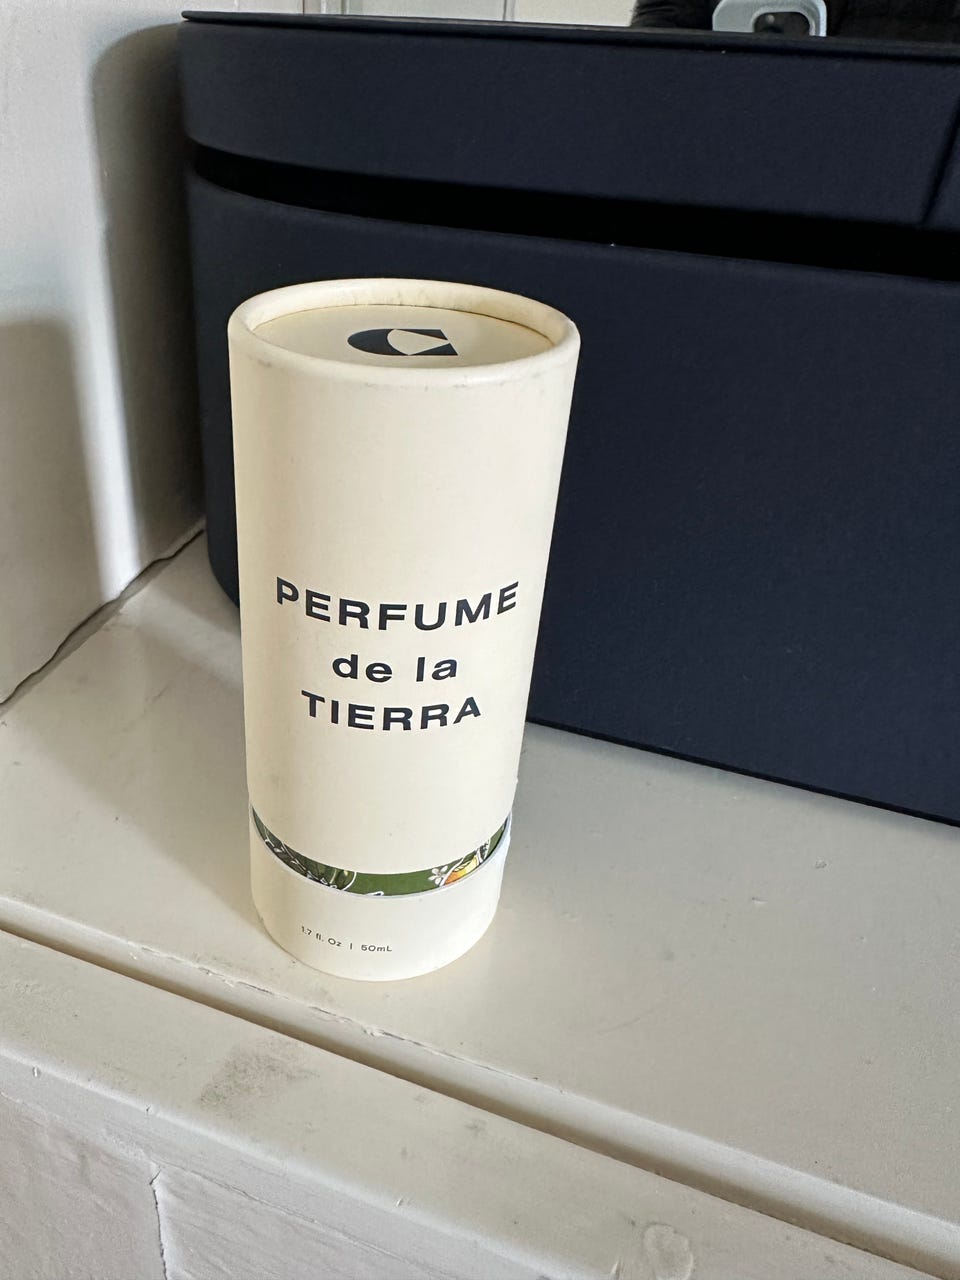 C
PERFUME
de la
TIERRA
1.7 fl. Oz | 50mL